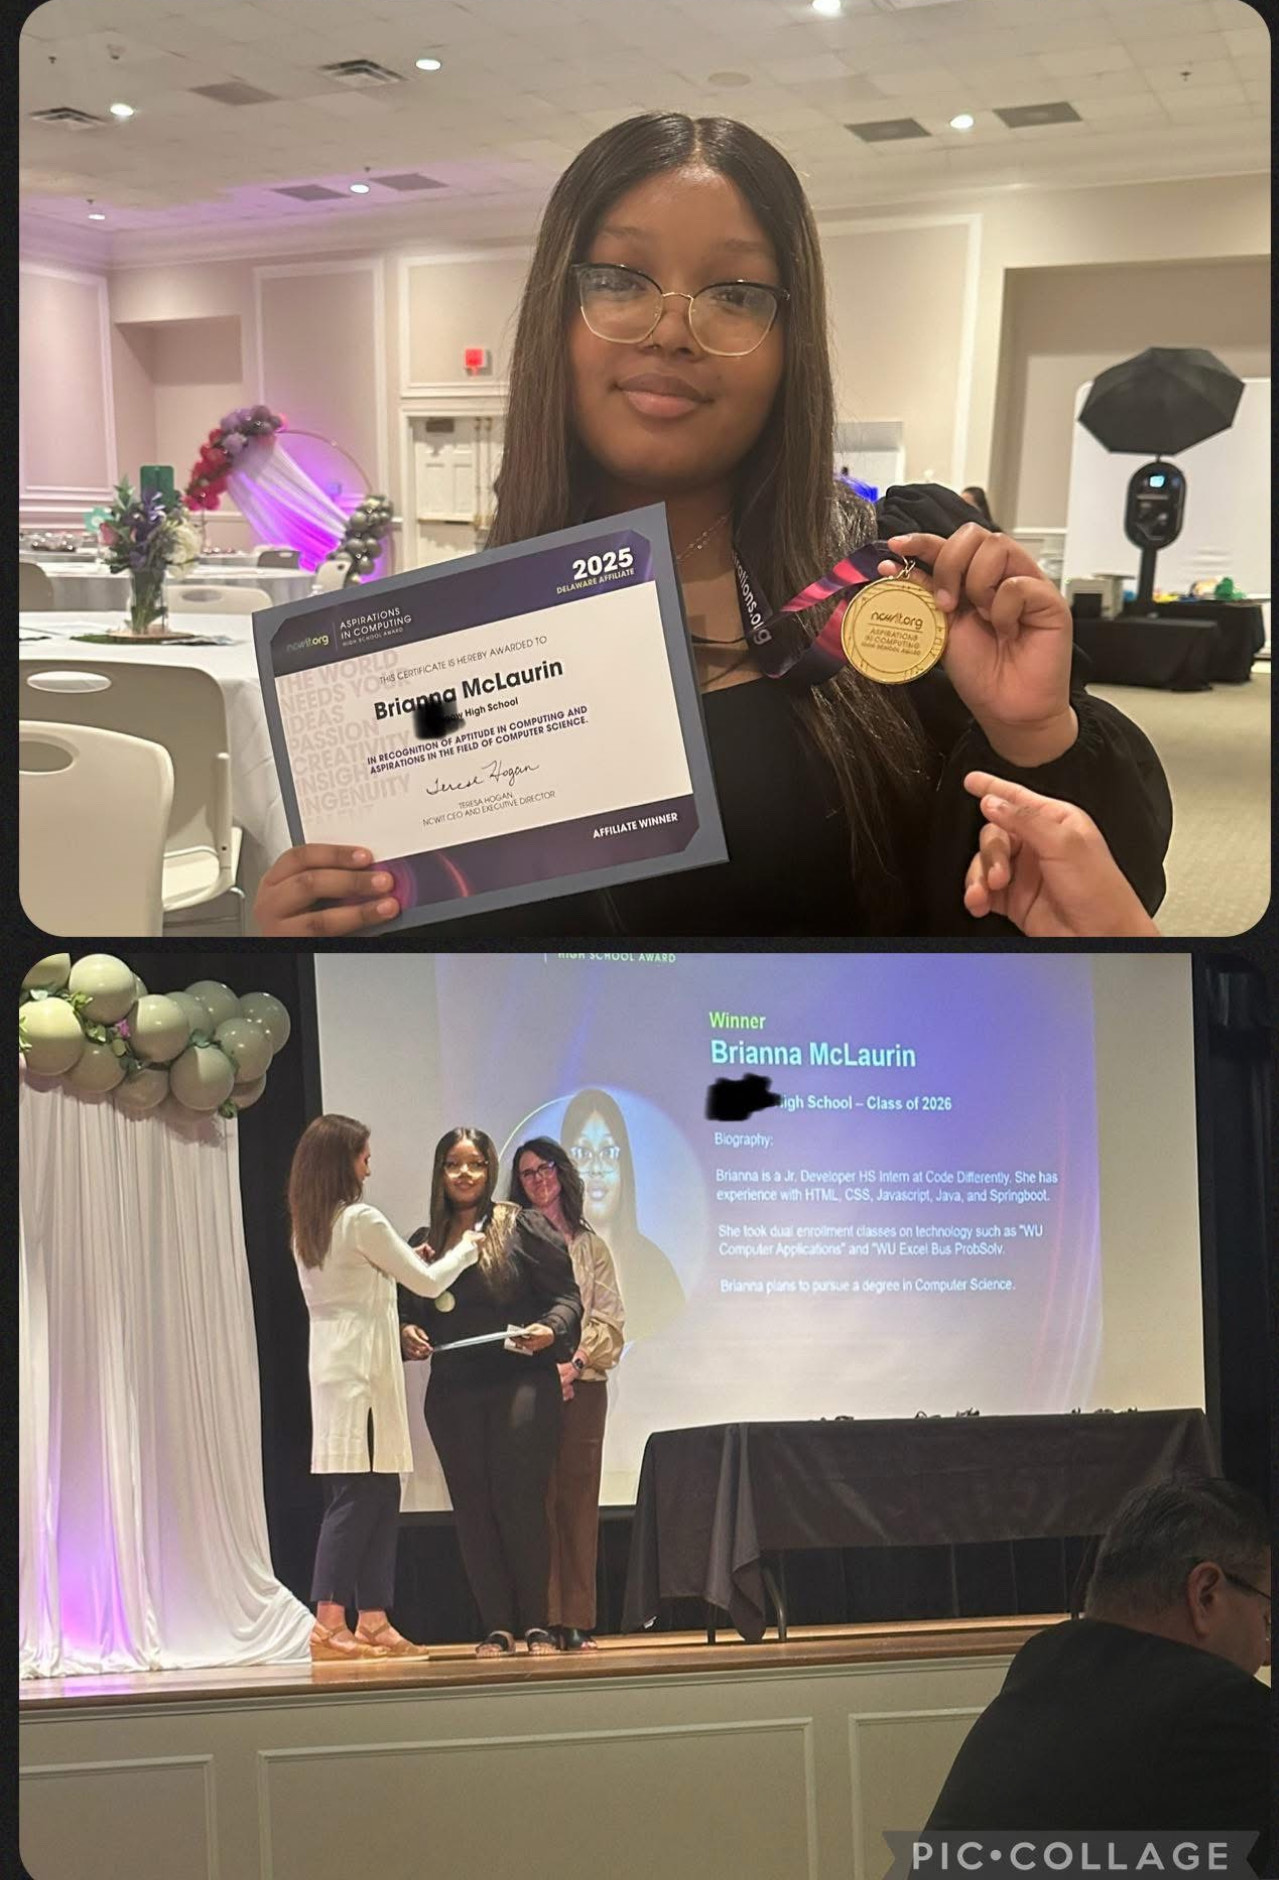 2025
DELAWARE AFFILIATE
ncwit.org
ASPIRATIONS
IN COMPUTING
HIGH SCHOOL AWARD
THE WORLD
NEEDS YOUR
IDEAS
PASSION
CREATIVITY
INSIGHT
INGENUITY
THIS CERTIFICATE IS HEREBY AWARDED TO
Brianna McLaurin
High School
IN RECOGNITION OF APTITUDE IN COMPUTING AND
ASPIRATIONS IN THE FIELD OF COMPUTER SCIENCE.
Terese Hogan
TERESA HOGAN,
NCWIT CEO AND EXECUTIVE DIRECTOR
AFFILIATE WINNER
ations.org
ncwit.org
ASPIRATIONS
IN COMPUTING
HIGH SCHOOL AWARD
HIGH SCHOOL AWARD
Winner
Brianna McLaurin
igh School – Class of 2026
Biography:
Brianna is a Jr. Developer HS Intern at Code Differently. She has
experience with HTML, CSS, Javascript, Java, and Springboot.
She took dual enrollment classes on technology such as "WU
Computer Applications" and "WU Excel Bus ProbSolv.
Brianna plans to pursue a degree in Computer Science.
PIC•COLLAGE